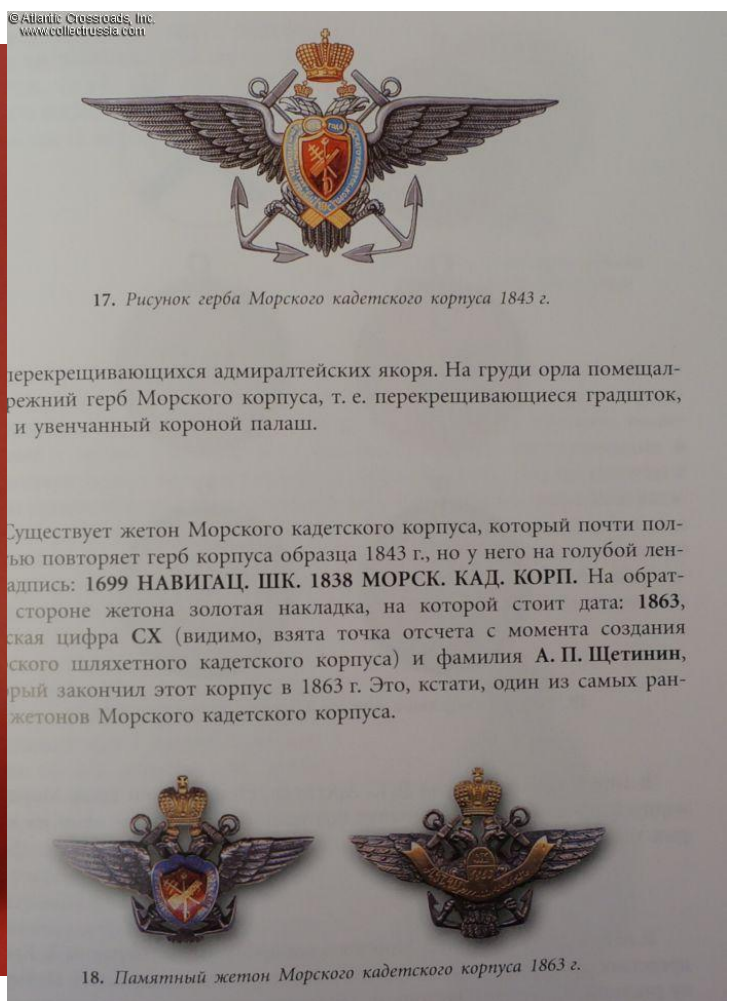 © Atlantic Crossroads, Inc.
www.collectrussia.com
17. Рисунок герба Морского кадетского корпуса 1843 г.
перекрещивающихся адмиралтейских якоря. На груди орла помещал-
режний герб Морского корпуса, т. е. перекрещивающиеся градшток,
и увенчанный короной палаш.
Существует жетон Морского кадетского корпуса, который почти пол-
тью повторяет герб корпуса образца 1843 г., но у него на голубой лен-
адпись: 1699 НАВИГАЦ. ШК. 1838 МОРСК. КАД. КОРП. На обрат-
стороне жетона золотая накладка, на которой стоит дата: 1863,
ская цифра СХ (видимо, взята точка отсчета с момента создания
рского шляхетного кадетского корпуса) и фамилия А. П. Щетинин,
орый закончил этот корпус в 1863 г. Это, кстати, один из самых ран-
жетонов Морского кадетского корпуса.
18. Памятный жетон Морского кадетского корпуса 1863 г.